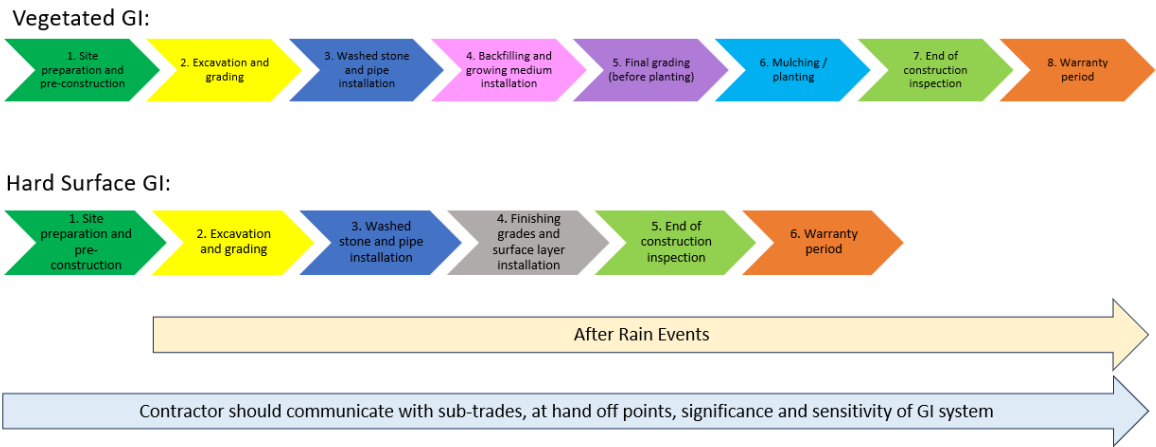 Vegetated GI:
1. Site
preparation and
pre-construction
2. Excavation and
grading
3. Washed stone
and pipe
installation
4. Backfilling and
growing medium
installation
5. Final grading
(before planting)
6. Mulching /
planting
7. End of
construction
inspection
8. Warranty
period
Hard Surface GI:
1. Site
preparation and
pre-
construction
2. Excavation
and grading
3. Washed
stone and pipe
installation
4. Finishing
grades and
surface layer
installation
5. End of
construction
inspection
6. Warranty
period
After Rain Events
Contractor should communicate with sub-trades, at hand off points, significance and sensitivity of GI system